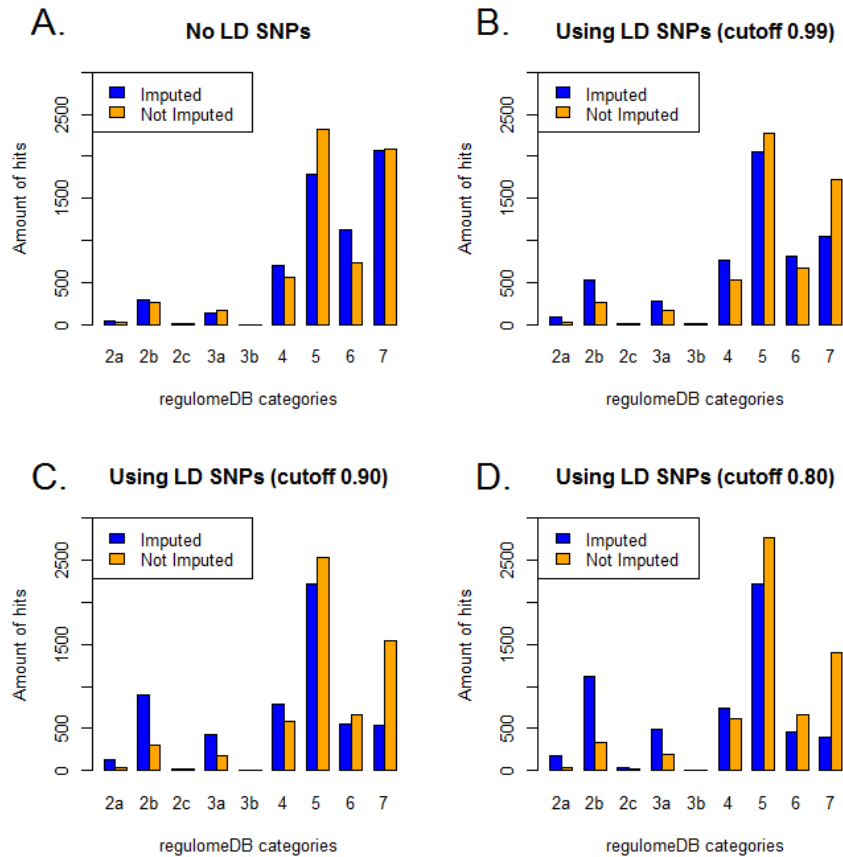 A.
No LD SNPs
Imputed
Not Imputed
Amount of hits
0
500
1500
2500
2a 2b 2c 3a 3b 4 5 6 7
regulomeDB categories
B.
Using LD SNPs (cutoff 0.99)
Imputed
Not Imputed
Amount of hits
0
500
1500
2500
2a 2b 2c 3a 3b 4 5 6 7
regulomeDB categories
C.
Using LD SNPs (cutoff 0.90)
Imputed
Not Imputed
Amount of hits
0
500
1500
2500
2a 2b 2c 3a 3b 4 5 6 7
regulomeDB categories
D.
Using LD SNPs (cutoff 0.80)
Imputed
Not Imputed
Amount of hits
0
500
1500
2500
2a 2b 2c 3a 3b 4 5 6 7
regulomeDB categories